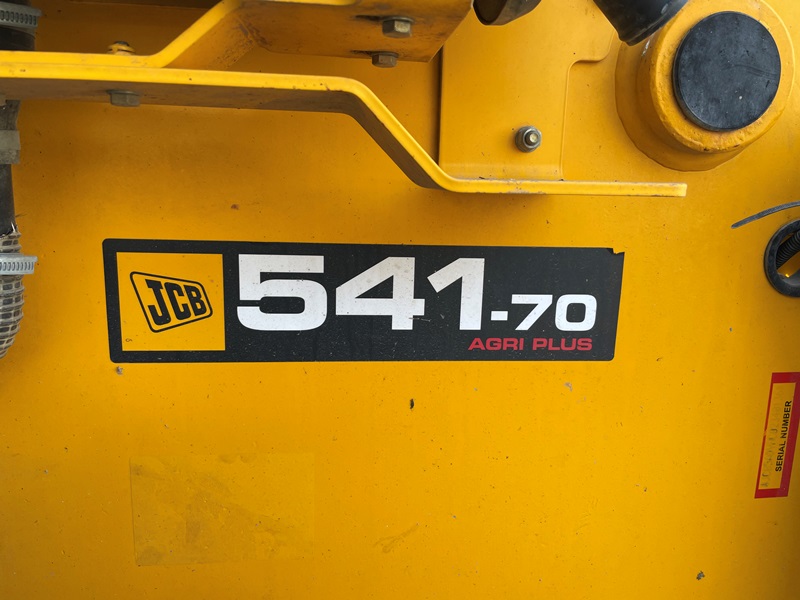 JCB
541-70
AGRI PLUS
SERIAL NUMBER